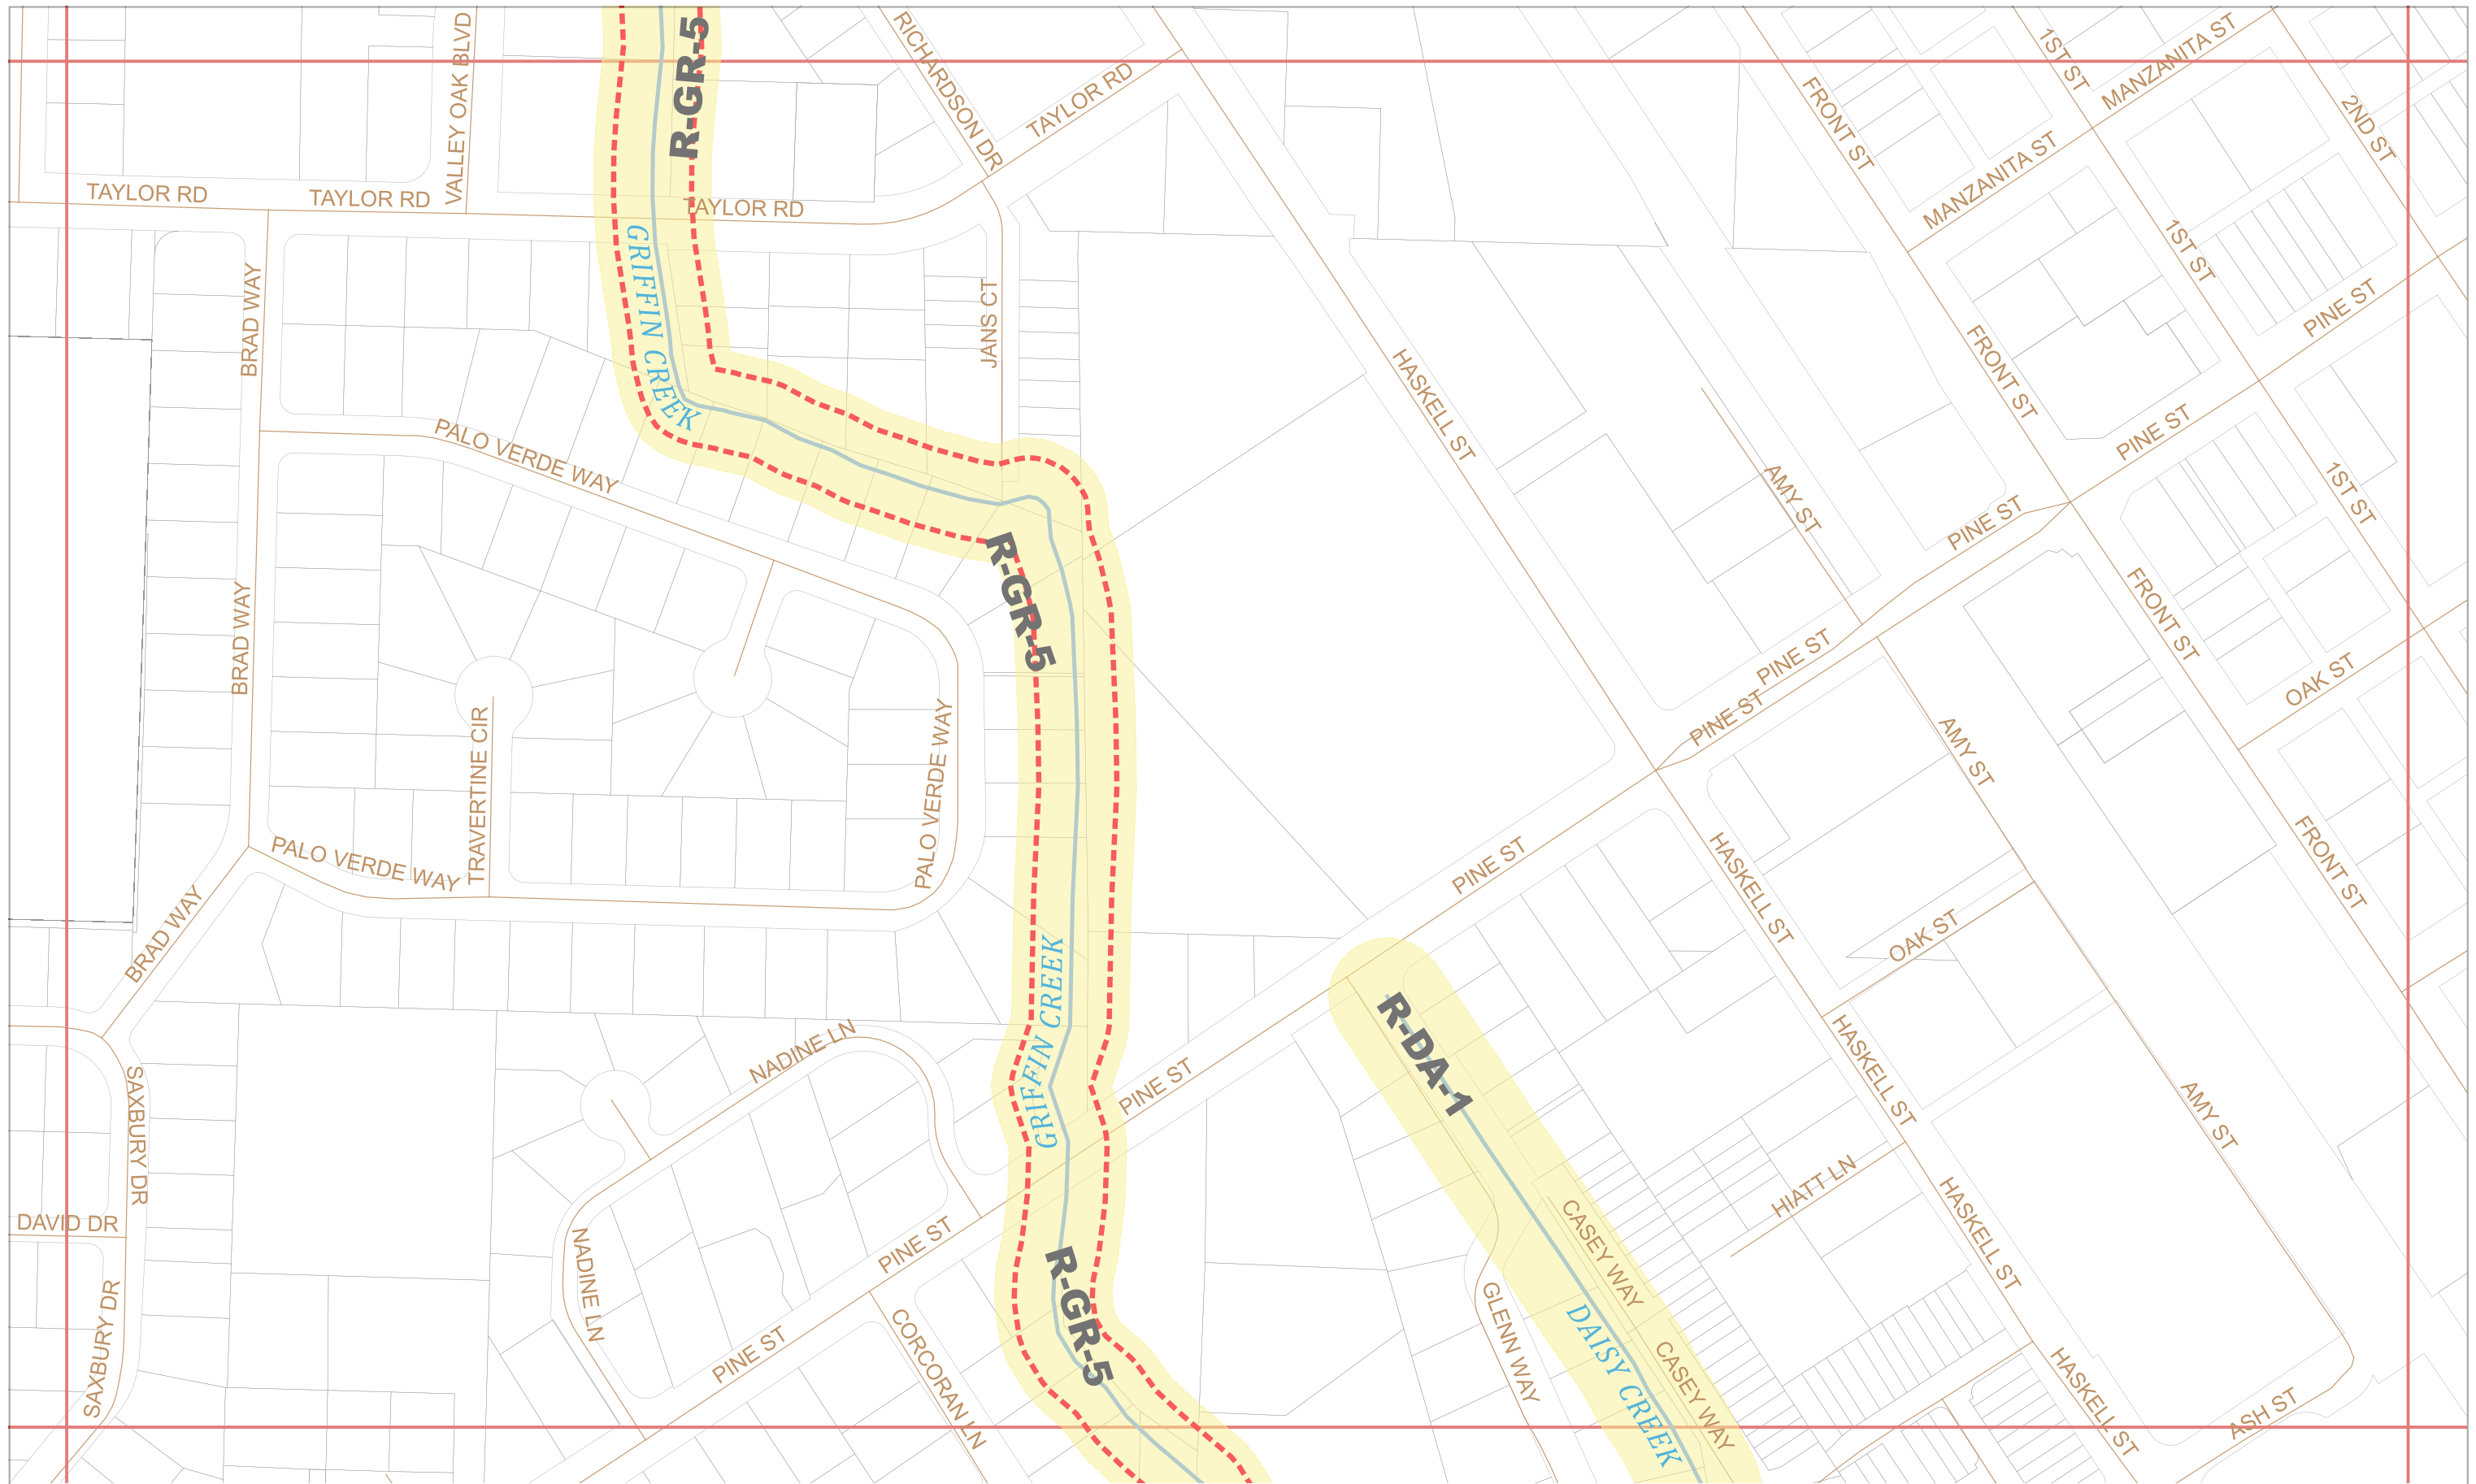 VALLEY OAK BLVD
R-GR-5
RICHARDSON DR
TAYLOR RD
1ST ST
MANZANITA ST
FRONT ST
2ND ST
MANZANITA ST
TAYLOR RD
TAYLOR RD
TAYLOR RD
GRIFFIN CREEK
1ST ST
BRAD WAY
JANS CT
PINE ST
HASKELL ST
FRONT ST
PALO VERDE WAY
PINE ST
AMY ST
1ST ST
PINE ST
R-GR-5
BRAD WAY
FRONT ST
PINE ST
OAK ST
PINE ST
TRAVERTINE CIR
PALO VERDE WAY
AMY ST
PALO VERDE WAY
PINE ST
HASKELL ST
FRONT ST
BRAD WAY
OAK ST
GRIFFIN CREEK
GRIFFIN CREEK
R-DA-1
NADINE LN
HASKELL ST
PINE ST
SAXBURY DR
AMY ST
DAVID DR
HIATT LN
CASEY WAY
HASKELL ST
NADINE LN
PINE ST
R-GR-5
SAXBURY DR
GLENN WAY
DAISY CREEK
CORCORAN LN
PINE ST
CASEY WAY
HASKELL ST
ASH ST